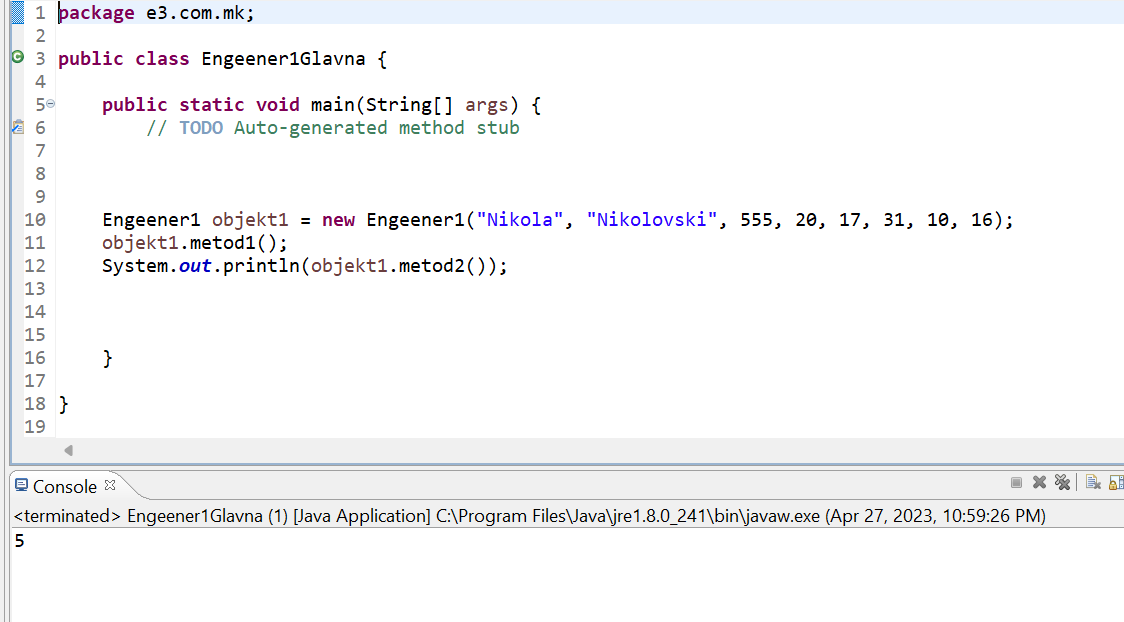 1 package e3.com.mk;
2
3 public class Engeener1Glavna {
4
5 public static void main(String[] args) {
6 // TODO Auto-generated method stub
7
8
9
10 Engeener1 objekt1 = new Engeener1("Nikola", "Nikolovski", 555, 20, 17, 31, 10, 16);
11 objekt1.metod1();
12 System.out.println(objekt1.metod2());
13
14
15
16 }
17
18 }
19
Console
<terminated> Engeener1Glavna (1) [Java Application] C:\Program Files\Java\jre1.8.0_241\bin\javaw.exe (Apr 27, 2023, 10:59:26 PM)
5